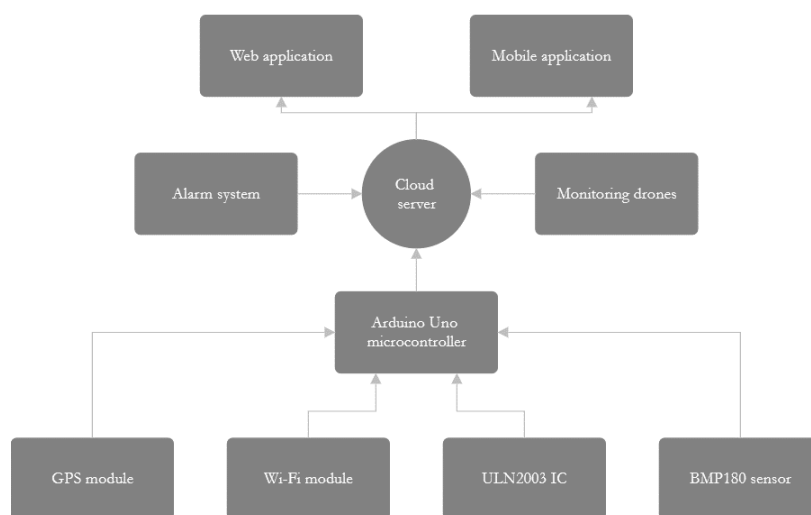 Web application
Mobile application
Alarm system
Cloud
server
Monitoring drones
Arduino Uno
microcontroller
GPS module
Wi-Fi module
ULN2003 IC
BMP180 sensor